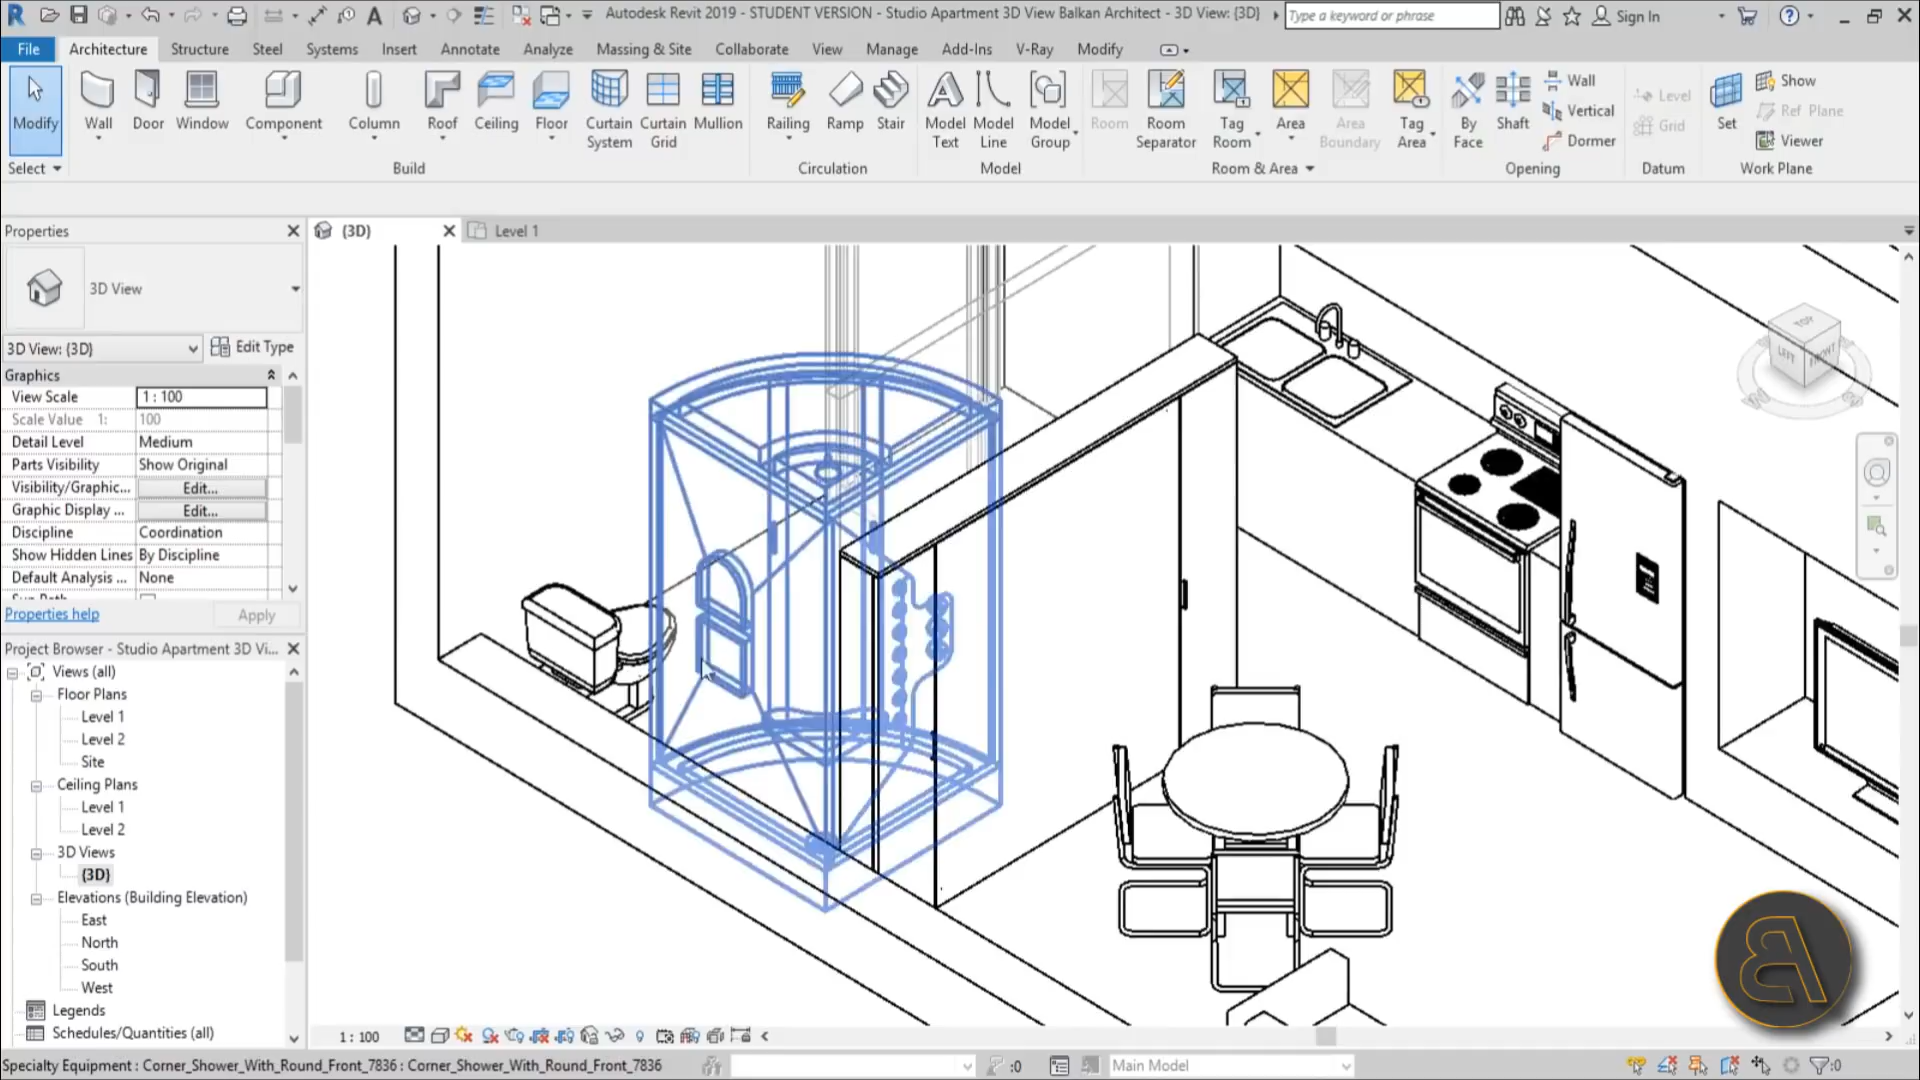 Autodesk Revit 2019 - STUDENT VERSION - Studio Apartment 3D View Balkan Architect - 3D View: {3D}
Type a keyword or phrase
Sign In
File Architecture Structure Steel Systems Insert Annotate Analyze Massing & Site Collaborate View Manage Add-Ins V-Ray Modify
Modify
Wall
Door
Window
Component
Column
Roof
Ceiling
Floor
Curtain System
Curtain Grid
Mullion
Railing
Ramp
Stair
Model Text
Model Line
Model Group
Room
Room Separator
Tag Room
Area
Area Boundary
Tag Area
By Face
Shaft
Wall
Vertical
Dormer
Level
Grid
Set
Show
Ref Plane
Viewer
Select
Build
Circulation
Model
Room & Area
Opening
Datum
Work Plane
Properties
{3D}
Level 1
3D View
3D View: {3D}
Edit Type
Graphics
View Scale 1 : 100
Scale Value 1: 100
Detail Level Medium
Parts Visibility Show Original
Visibility/Graphic... Edit...
Graphic Display ... Edit...
Discipline Coordination
Show Hidden Lines By Discipline
Default Analysis ... None
Properties help
Apply
Project Browser - Studio Apartment 3D Vi...
Views (all)
Floor Plans
Level 1
Level 2
Site
Ceiling Plans
Level 1
Level 2
3D Views
{3D}
Elevations (Building Elevation)
East
North
South
West
Legends
Schedules/Quantities (all)
TOP
LEFT
FRONT
1 : 100
Specialty Equipment : Corner_Shower_With_Round_Front_7836 : Corner_Shower_With_Round_Front_7836
:0
Main Model
:0